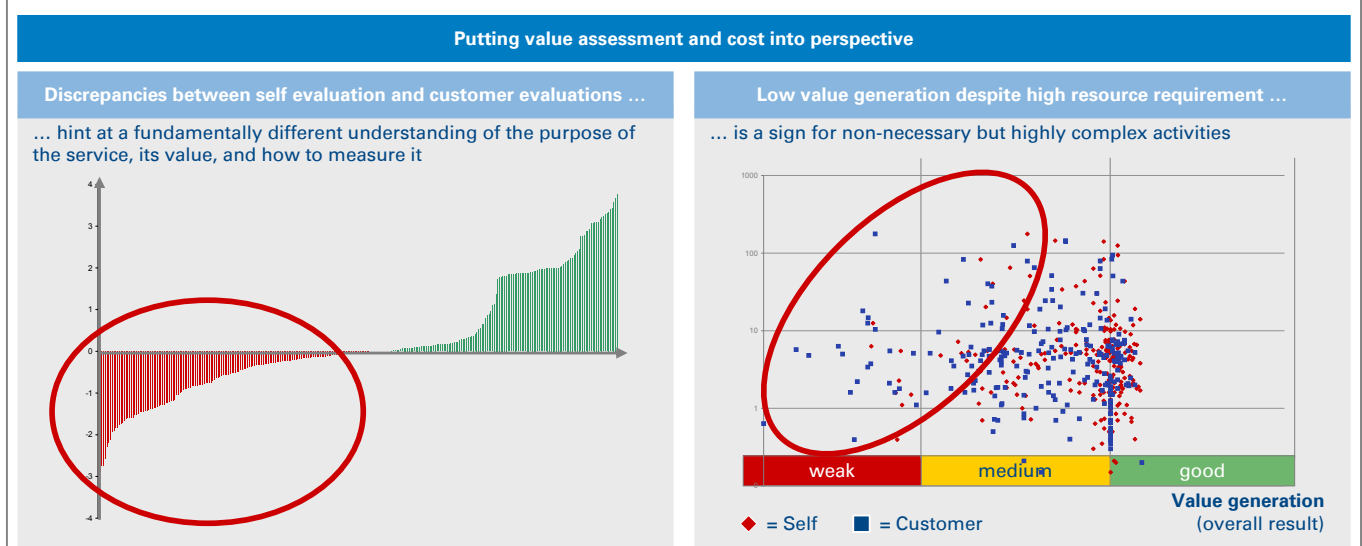 Putting value assessment and cost into perspective
Discrepancies between self evaluation and customer evaluations …
… hint at a fundamentally different understanding of the purpose of
the service, its value, and how to measure it
4
3
2
1
0
-1
-2
-3
-4
Low value generation despite high resource requirement …
… is a sign for non-necessary but highly complex activities
1000
100
10
1
0
weak
medium
good
Value generation
(overall result)
= Self
= Customer